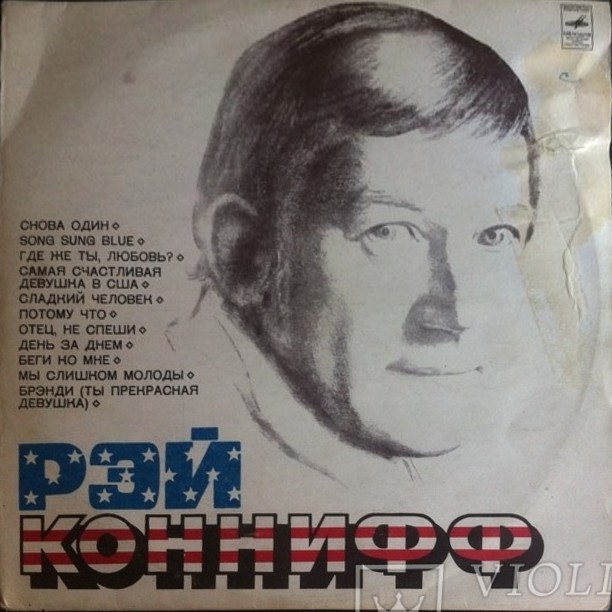 СНОВА ОДИН
SONG SUNG BLUE
ГДЕ ЖЕ ТЫ, ЛЮБОВЬ?
САМАЯ СЧАСТЛИВАЯ
ДЕВУШКА В США
СЛАДКИЙ ЧЕЛОВЕК
ПОТОМУ ЧТО
ОТЕЦ, НЕ СПЕШИ
ДЕНЬ ЗА ДНЕМ
БЕГИ КО МНЕ
МЫ СЛИШКОМ МОЛОДЫ
БРЭНДИ (ТЫ ПРЕКРАСНАЯ
ДЕВУШКА)
РЭЙ
КОННИФФ
VIOLI